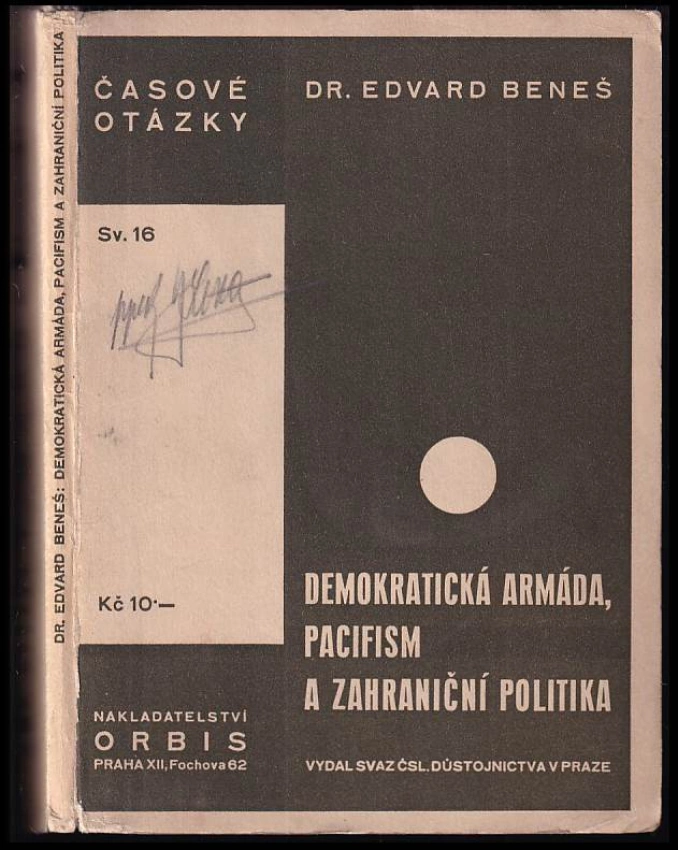 DR. EDVARD BENEŠ: DEMOKRATICKÁ ARMÁDA, PACIFISM A ZAHRANIČNÍ POLITIKA
ČASOVÉ
OTÁZKY
DR. EDVARD BENEŠ
Sv. 16
Kč 10·—
DEMOKRATICKÁ ARMÁDA,
PACIFISM
A ZAHRANIČNÍ POLITIKA
NAKLADATELSTVÍ
ORBIS
PRAHA XII, Fochova 62
VYDAL SVAZ ČSL. DŮSTOJNICTVA V PRAZE